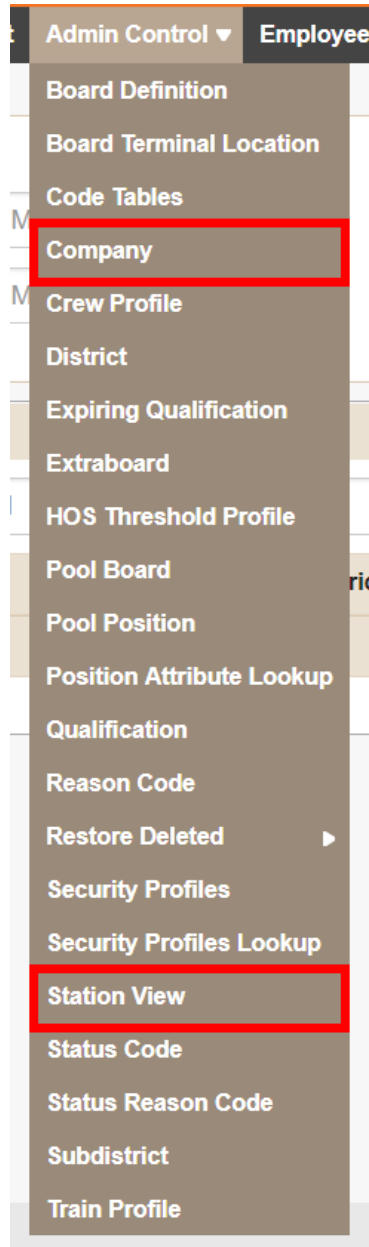 Admin Control ▼ Employee
Board Definition
Board Terminal Location
Code Tables
M
Company
M
Crew Profile
District
Expiring Qualification
Extraboard
HOS Threshold Profile
Pool Board
Pool Position
Position Attribute Lookup
Qualification
Reason Code
Restore Deleted ▶
Security Profiles
Security Profiles Lookup
Station View
Status Code
Status Reason Code
Subdistrict
Train Profile